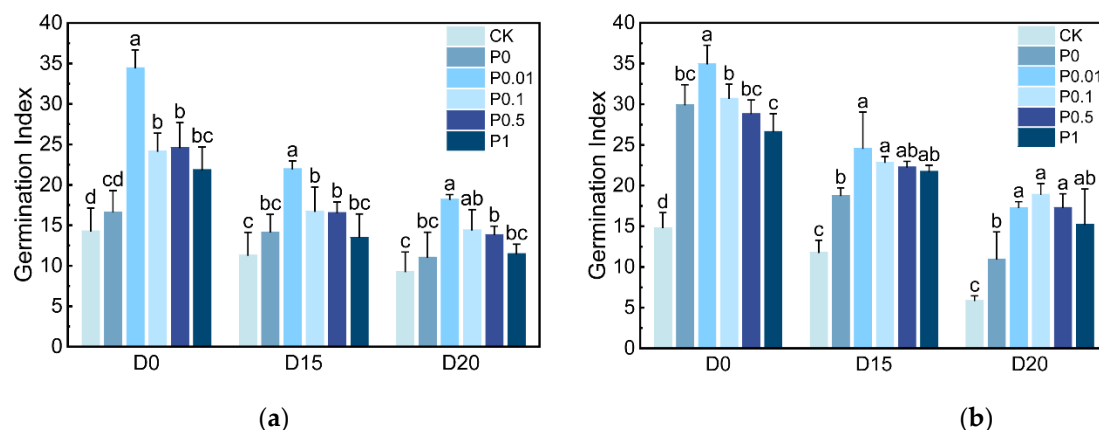 40
35
30
25
20
15
10
5
0
Germination Index
CK
P0
P0.01
P0.1
P0.5
P1
d cd a b b bc
c bc a b b bc
c bc a ab b bc
D0 D15 D20
(a)
40
35
30
25
20
15
10
5
0
Germination Index
CK
P0
P0.01
P0.1
P0.5
P1
d bc a b bc c
c b a a ab ab
c b a a a ab
D0 D15 D20
(b)